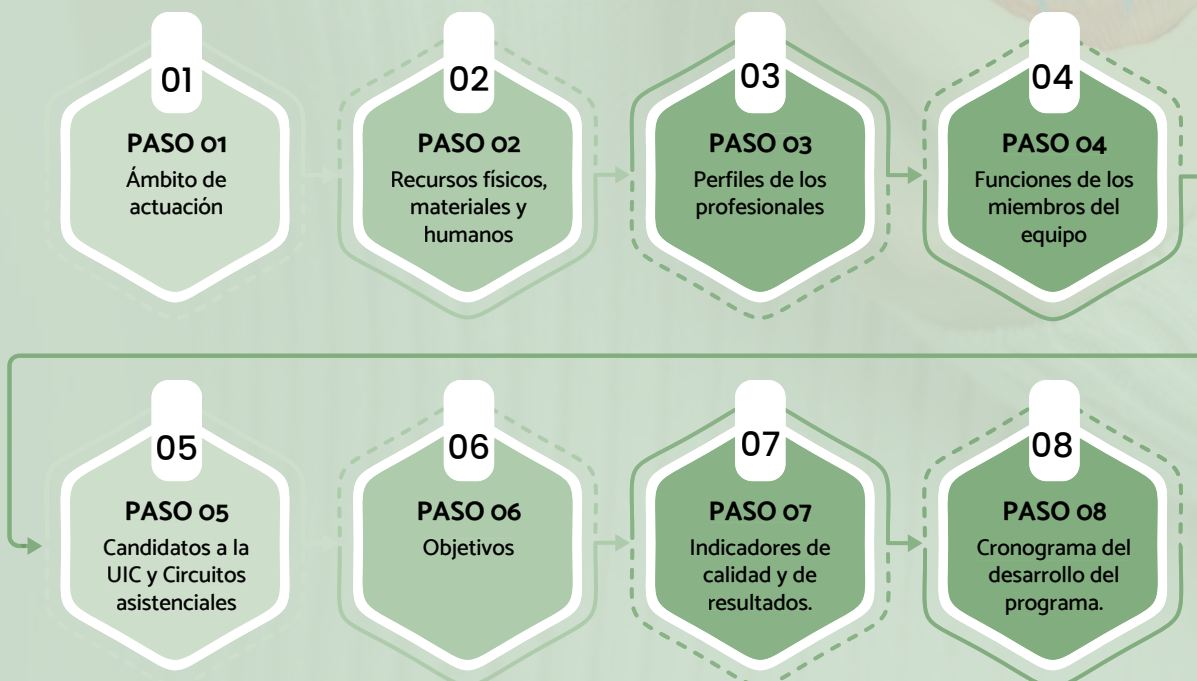 01
PASO 01
Ámbito de
actuación
02
PASO 02
Recursos físicos,
materiales y
humanos
03
PASO 03
Perfiles de los
profesionales
04
PASO 04
Funciones de los
miembros del
equipo
05
PASO 05
Candidatos a la
UIC y Circuitos
asistenciales
06
PASO 06
Objetivos
07
PASO 07
Indicadores de
calidad y de
resultados.
08
PASO 08
Cronograma del
desarrollo del
programa.